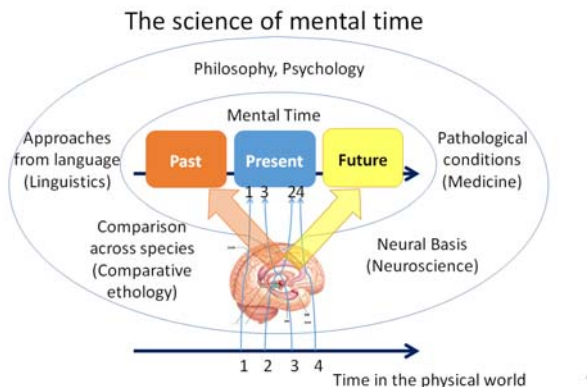 The science of mental time
Philosophy, Psychology
Mental Time
Approaches
from language
(Linguistics)
Past
Present
Future
Pathological
conditions
(Medicine)
1 3 24
Comparison
across species
(Comparative
ethology)
Neural Basis
(Neuroscience)
1 2 3 4
Time in the physical world